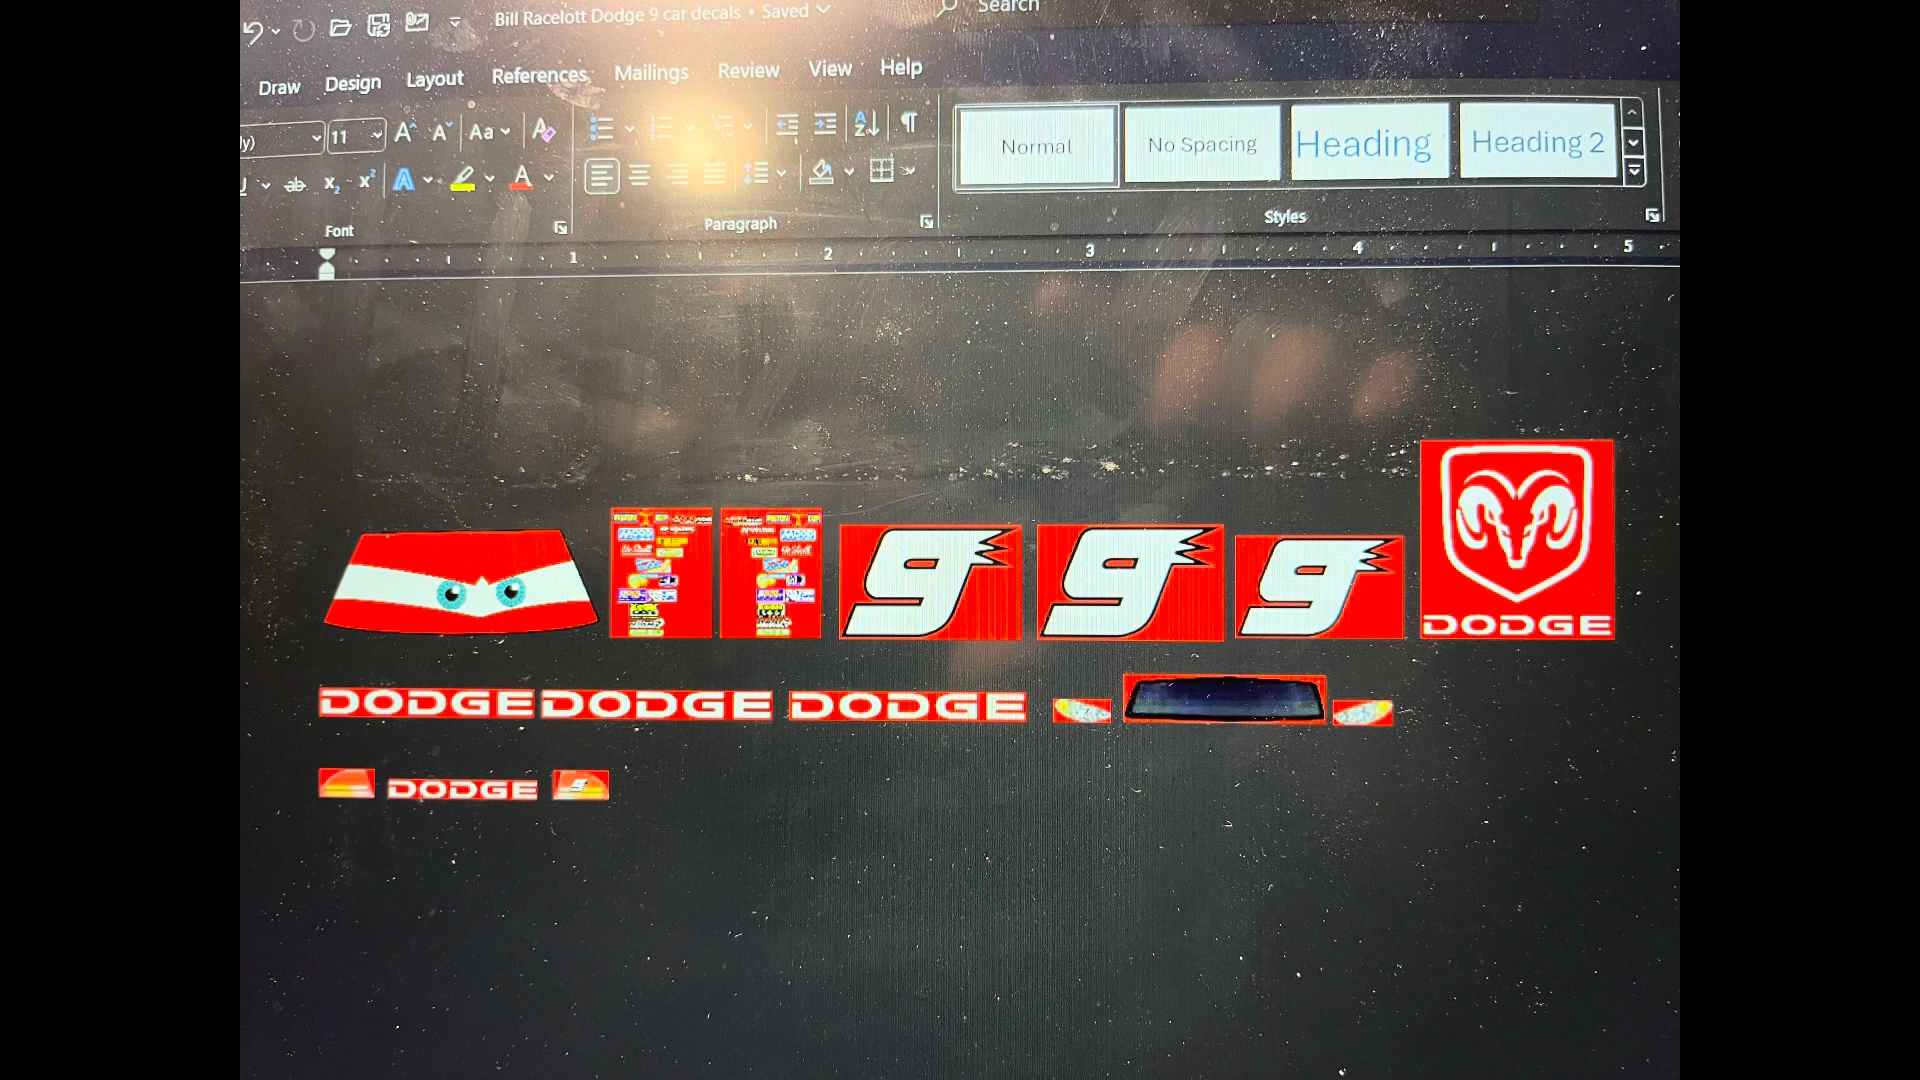 Bill Racelott Dodge 9 car decals • Saved
Search
Draw Design Layout References Mailings Review View Help
11 Aa
Normal No Spacing Heading Heading 2
Font Paragraph Styles
1 2 3 4 5
9 9 9
DODGE
DODGE DODGE DODGE
DODGE 9